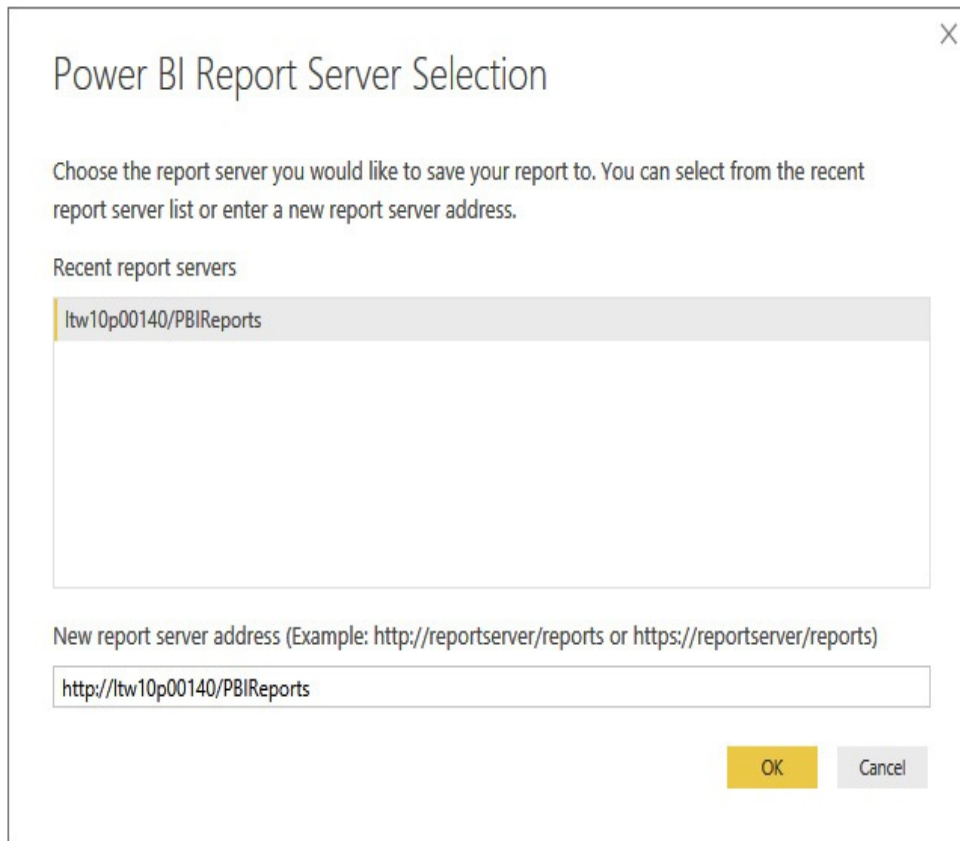 Power BI Report Server Selection
Choose the report server you would like to save your report to. You can select from the recent
report server list or enter a new report server address.
Recent report servers
ltw10p00140/PBIReports
New report server address (Example: http://reportserver/reports or https://reportserver/reports)
http://ltw10p00140/PBIReports
OK Cancel